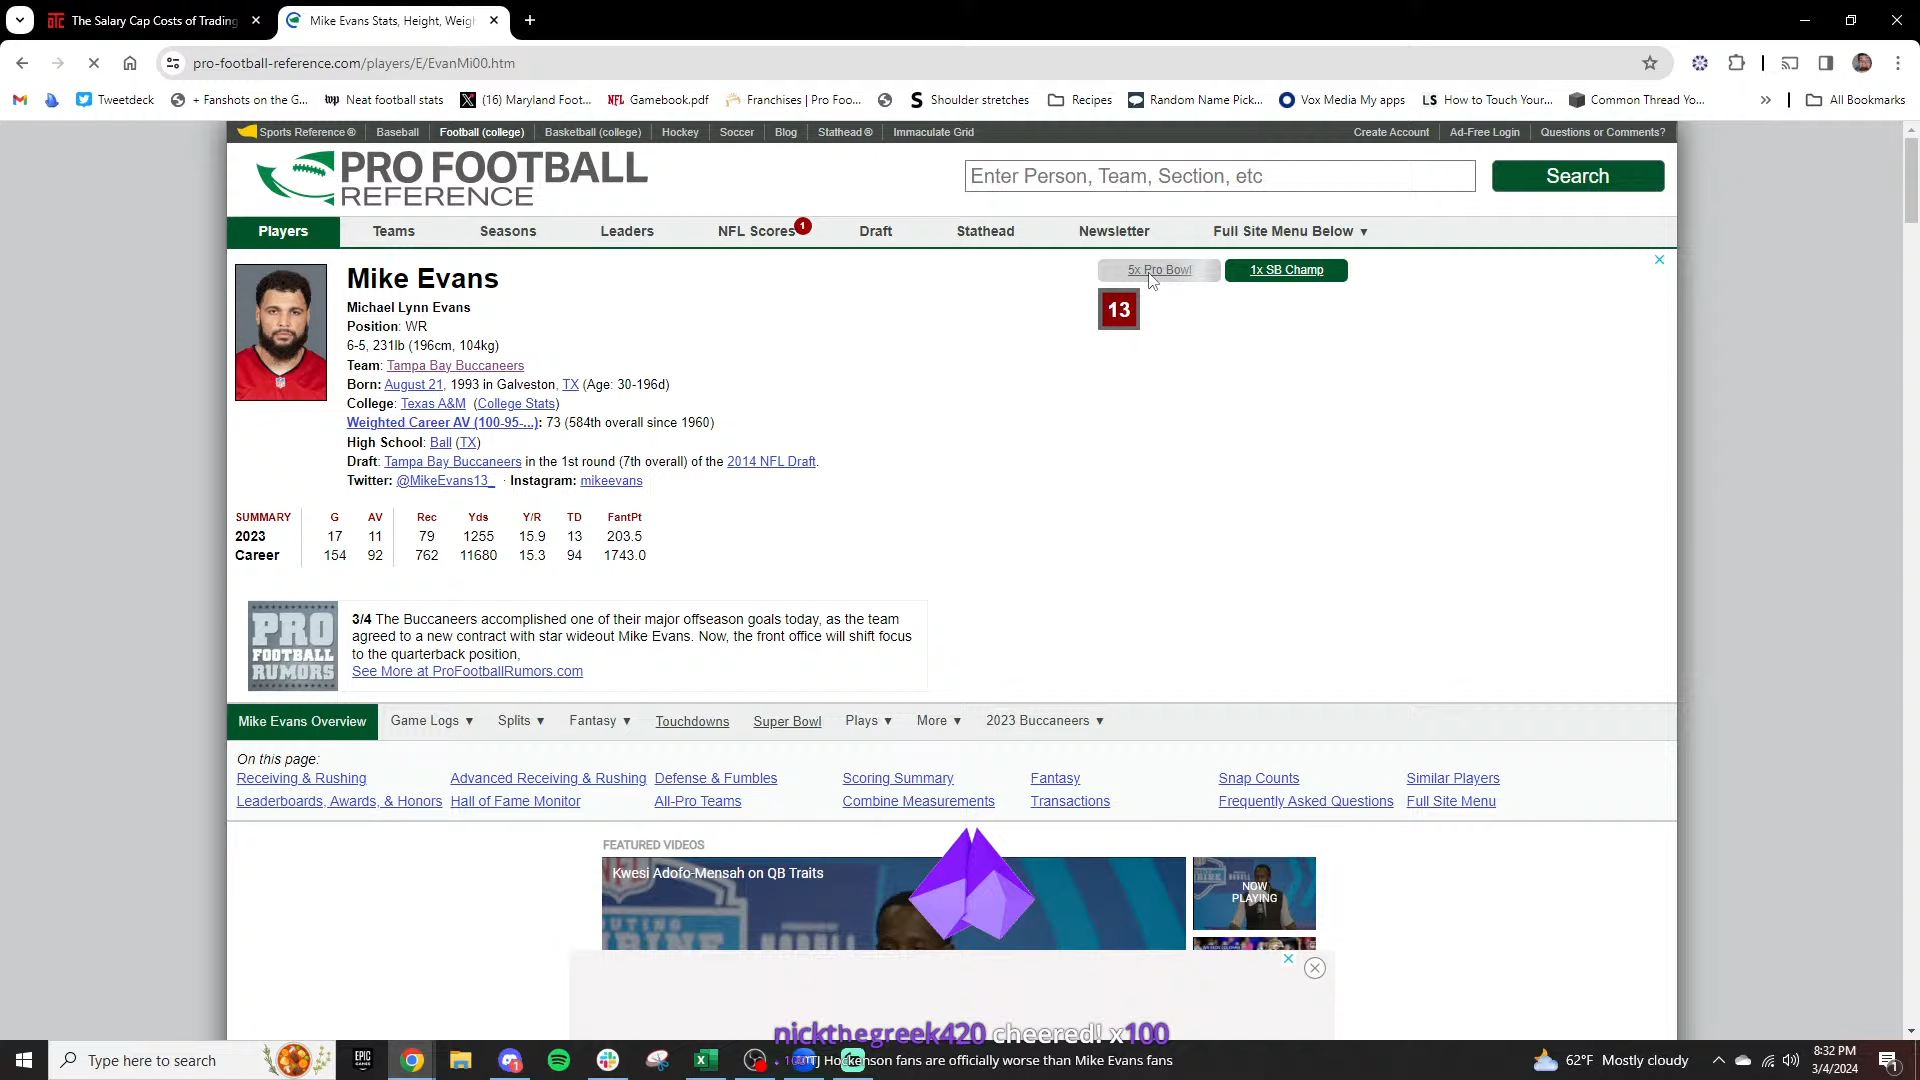 The Salary Cap Costs of Trading
Mike Evans Stats, Height, Weig
pro-football-reference.com/players/E/EvanMi00.htm
Tweetdeck + Fanshots on the G... Neat football stats (16) Maryland Foot... NFL Gamebook.pdf Franchises | Pro Foo... Shoulder stretches Recipes Random Name Pick... Vox Media My apps LS How to Touch Your... Common Thread Yo... » All Bookmarks
Sports Reference ® Baseball Football (college) Basketball (college) Hockey Soccer Blog Stathead ® Immaculate Grid Create Account Ad-Free Login Questions or Comments?
PRO FOOTBALL
REFERENCE
Enter Person, Team, Section, etc
Search
Players Teams Seasons Leaders NFL Scores 1 Draft Stathead Newsletter Full Site Menu Below ▼
Mike Evans
Michael Lynn Evans
Position: WR
6-5, 231lb (196cm, 104kg)
Team: Tampa Bay Buccaneers
Born: August 21, 1993 in Galveston, TX (Age: 30-196d)
College: Texas A&M (College Stats)
Weighted Career AV (100-95-...): 73 (584th overall since 1960)
High School: Ball (TX)
Draft: Tampa Bay Buccaneers in the 1st round (7th overall) of the 2014 NFL Draft.
Twitter: @MikeEvans13_ · Instagram: mikeevans
5x Pro Bowl 1x SB Champ
13
SUMMARY G AV Rec Yds Y/R TD FantPt
2023 17 11 79 1255 15.9 13 203.5
Career 154 92 762 11680 15.3 94 1743.0
PRO
FOOTBALL
RUMORS
3/4 The Buccaneers accomplished one of their major offseason goals today, as the team
agreed to a new contract with star wideout Mike Evans. Now, the front office will shift focus
to the quarterback position,
See More at ProFootballRumors.com
Mike Evans Overview Game Logs ▼ Splits ▼ Fantasy ▼ Touchdowns Super Bowl Plays ▼ More ▼ 2023 Buccaneers ▼
On this page:
Receiving & Rushing Advanced Receiving & Rushing Defense & Fumbles Scoring Summary Fantasy Snap Counts Similar Players
Leaderboards, Awards, & Honors Hall of Fame Monitor All-Pro Teams Combine Measurements Transactions Frequently Asked Questions Full Site Menu
FEATURED VIDEOS
Kwesi Adofo-Mensah on QB Traits
NOW
PLAYING
nickthegreek420 cheered! x100
TJ Hockenson fans are officially worse than Mike Evans fans
Type here to search
EPIC
62°F Mostly cloudy
8:32 PM
3/4/2024
1